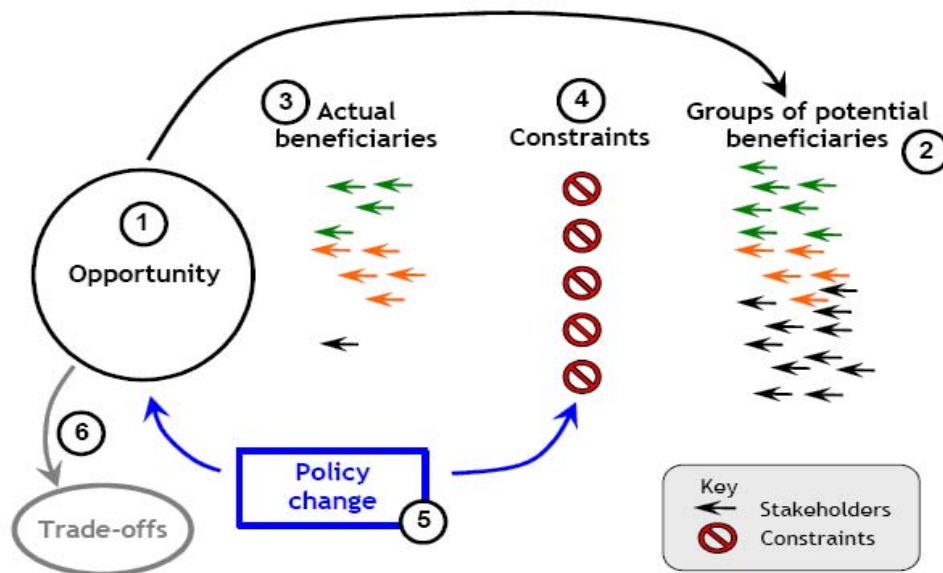 3
Actual
beneficiaries
4
Constraints
Groups of potential
beneficiaries
2
1
Opportunity
6
Trade-offs
Policy
change
5
Key
Stakeholders
Constraints